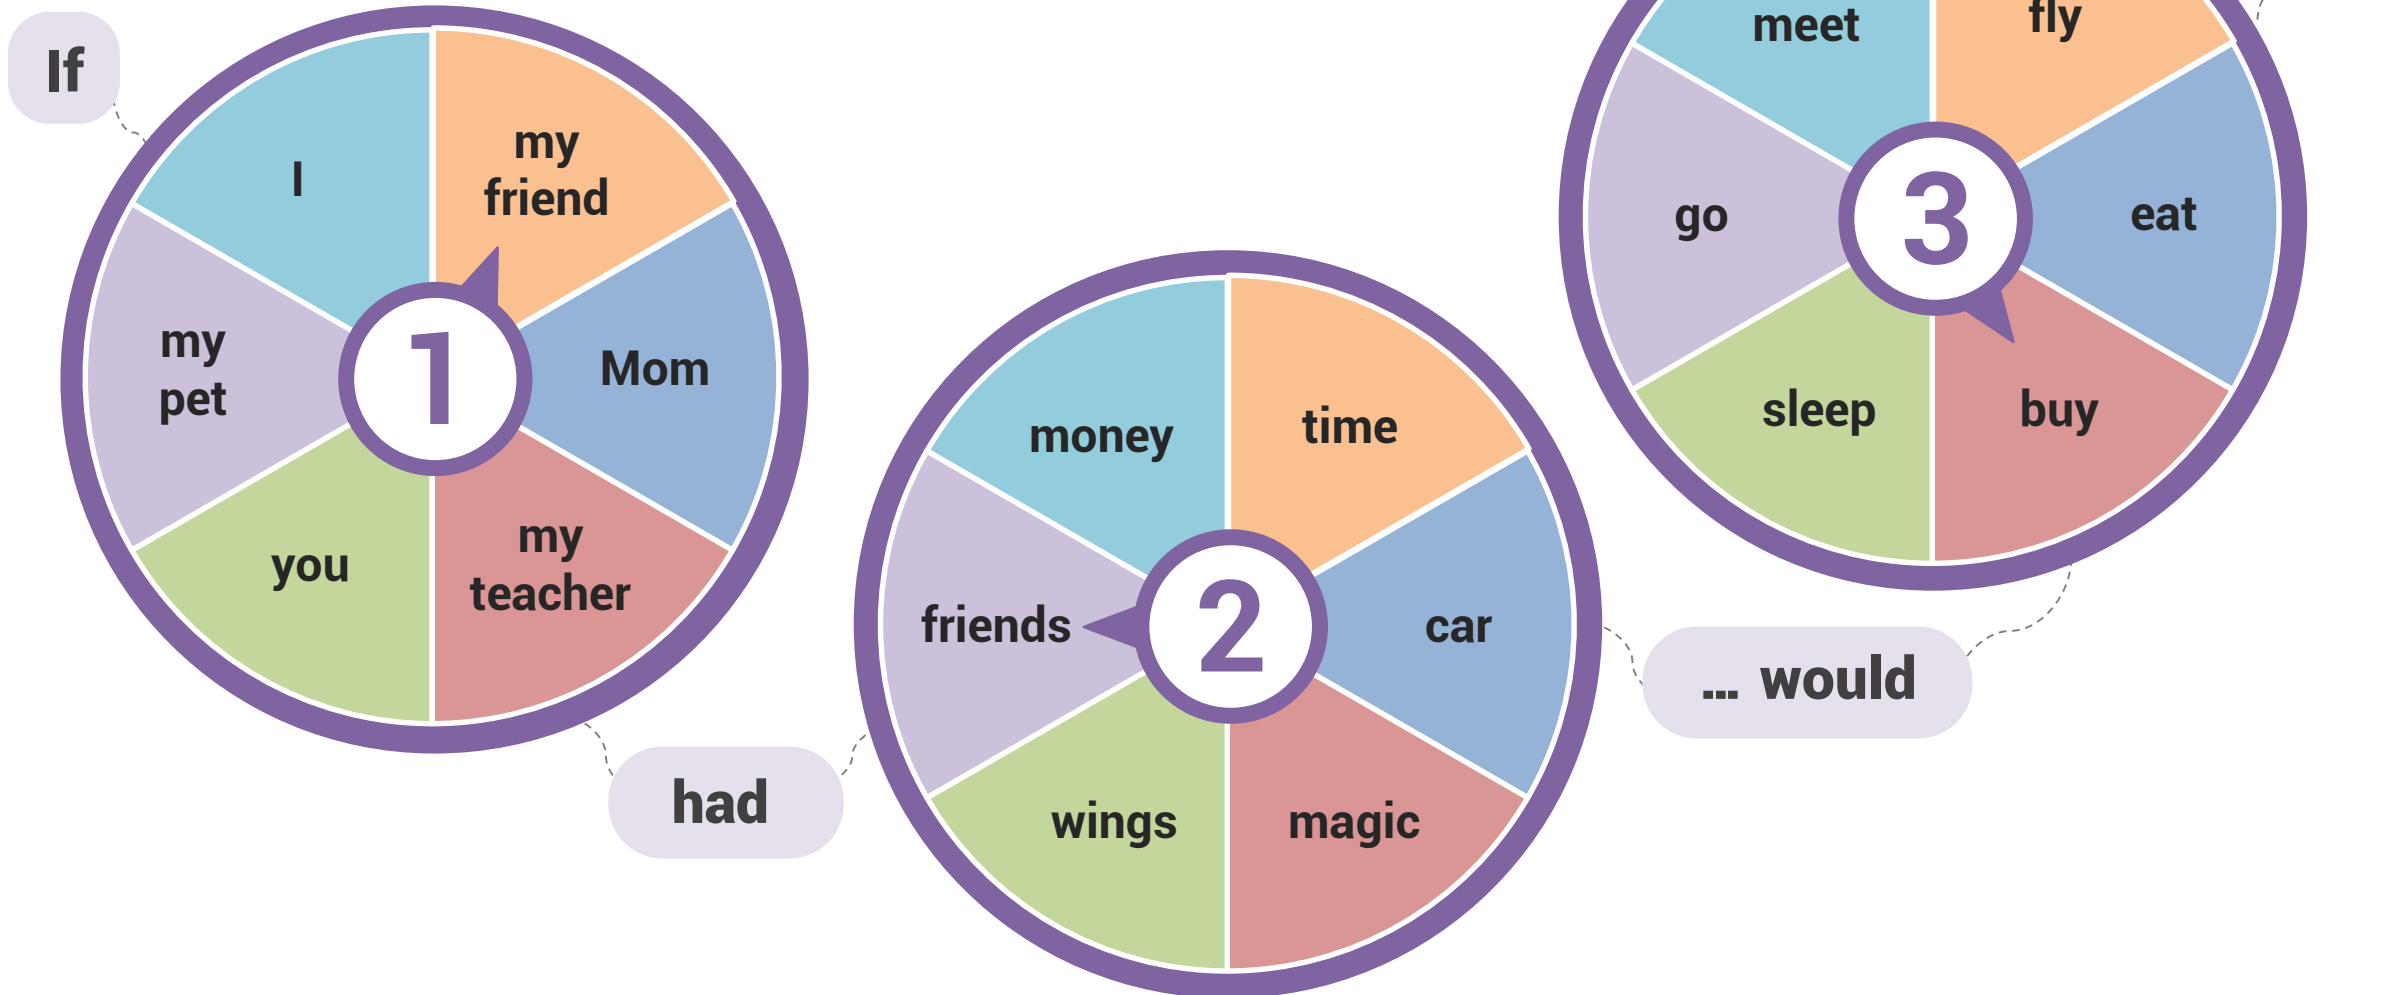 If
I
my
friend
my
pet
1
Mom
you
my
teacher
had
money
time
friends
2
car
wings
magic
... would
meet
fly
go
3
eat
sleep
buy